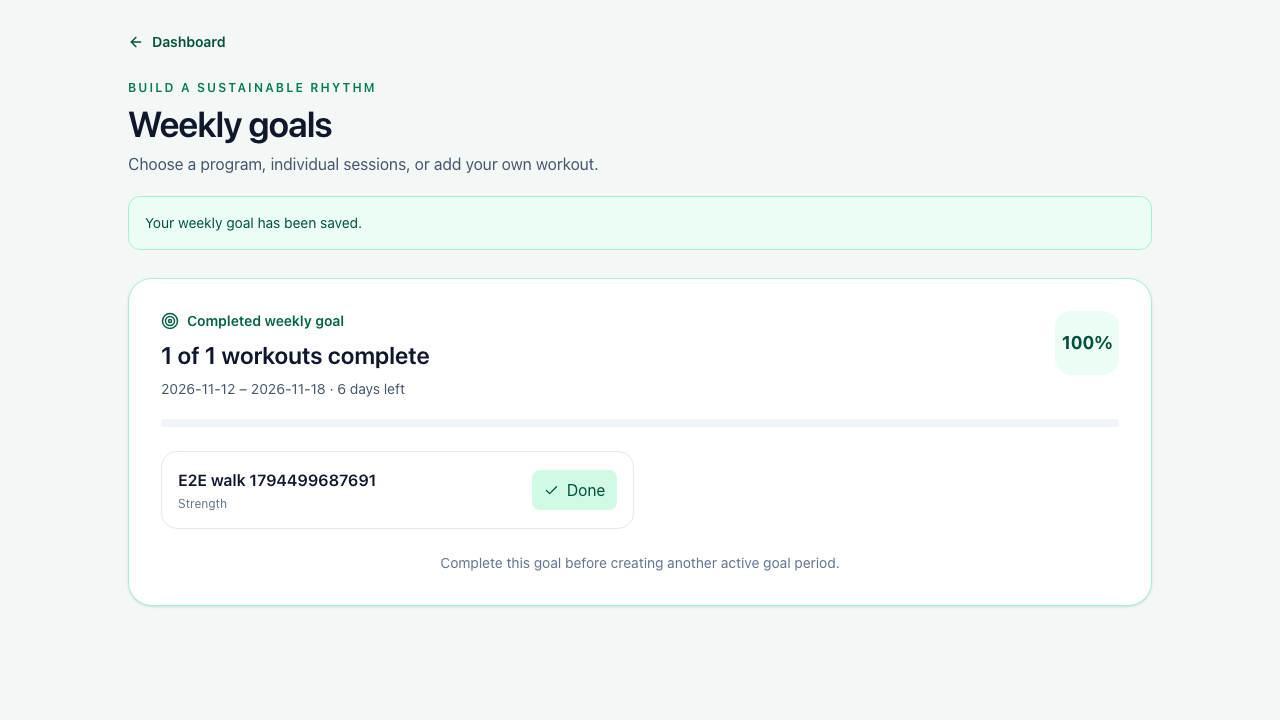 Dashboard
BUILD A SUSTAINABLE RHYTHM
Weekly goals
Choose a program, individual sessions, or add your own workout.
Your weekly goal has been saved.
Completed weekly goal
1 of 1 workouts complete
100%
2026-11-12 – 2026-11-18 · 6 days left
E2E walk 1794499687691
Strength
Done
Complete this goal before creating another active goal period.